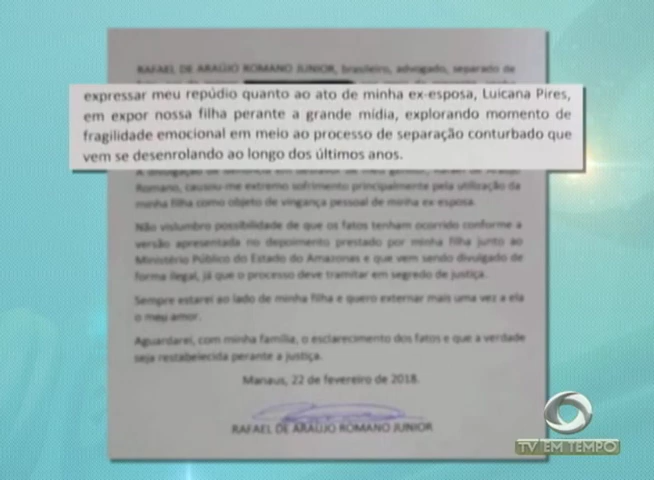 RAFAEL DE ARAÚJO ROMANO JUNIOR, brasileiro, advogado, separado de
expressar meu repúdio quanto ao ato de minha ex-esposa, Luicana Pires,
em expor nossa filha perante a grande mídia, explorando momento de
fragilidade emocional em meio ao processo de separação conturbado que
vem se desenrolando ao longo dos últimos anos.
Romano, causou-me extremo sofrimento principalmente pela utilização da
minha filha como objeto de vingança pessoal de minha ex-esposa.
Não vislumbro possibilidade de que os fatos tenham ocorrido conforme a
versão apresentada no depoimento prestado por minha filha junto ao
Ministério Público do Estado do Amazonas e que vem sendo divulgado de
forma ilegal, já que o processo deve tramitar em segredo de justiça.
Sempre estarei ao lado de minha filha e quero externar mais uma vez a ela
o meu amor.
Aguardarei, com minha família, o esclarecimento dos fatos e que a verdade
seja restabelecida perante a justiça.
Manaus, 22 de fevereiro de 2018.
RAFAEL DE ARAÚJO ROMANO JUNIOR
TV EM TEMPO